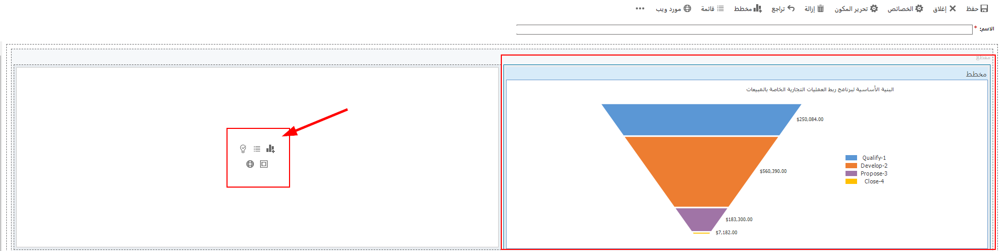 حفظ إغلاق الخصائص تحرير المكون إزالة تراجع مخطط قائمة مورد ويب •••
الاسم: *
مقطع
مخطط
البنية الأساسية لبرنامج ربط العمليات التجارية الخاصة بالمبيعات
$250,084.00
$560,390.00
$183,300.00
$7,182.00
Qualify-1
Develop-2
Propose-3
Close-4